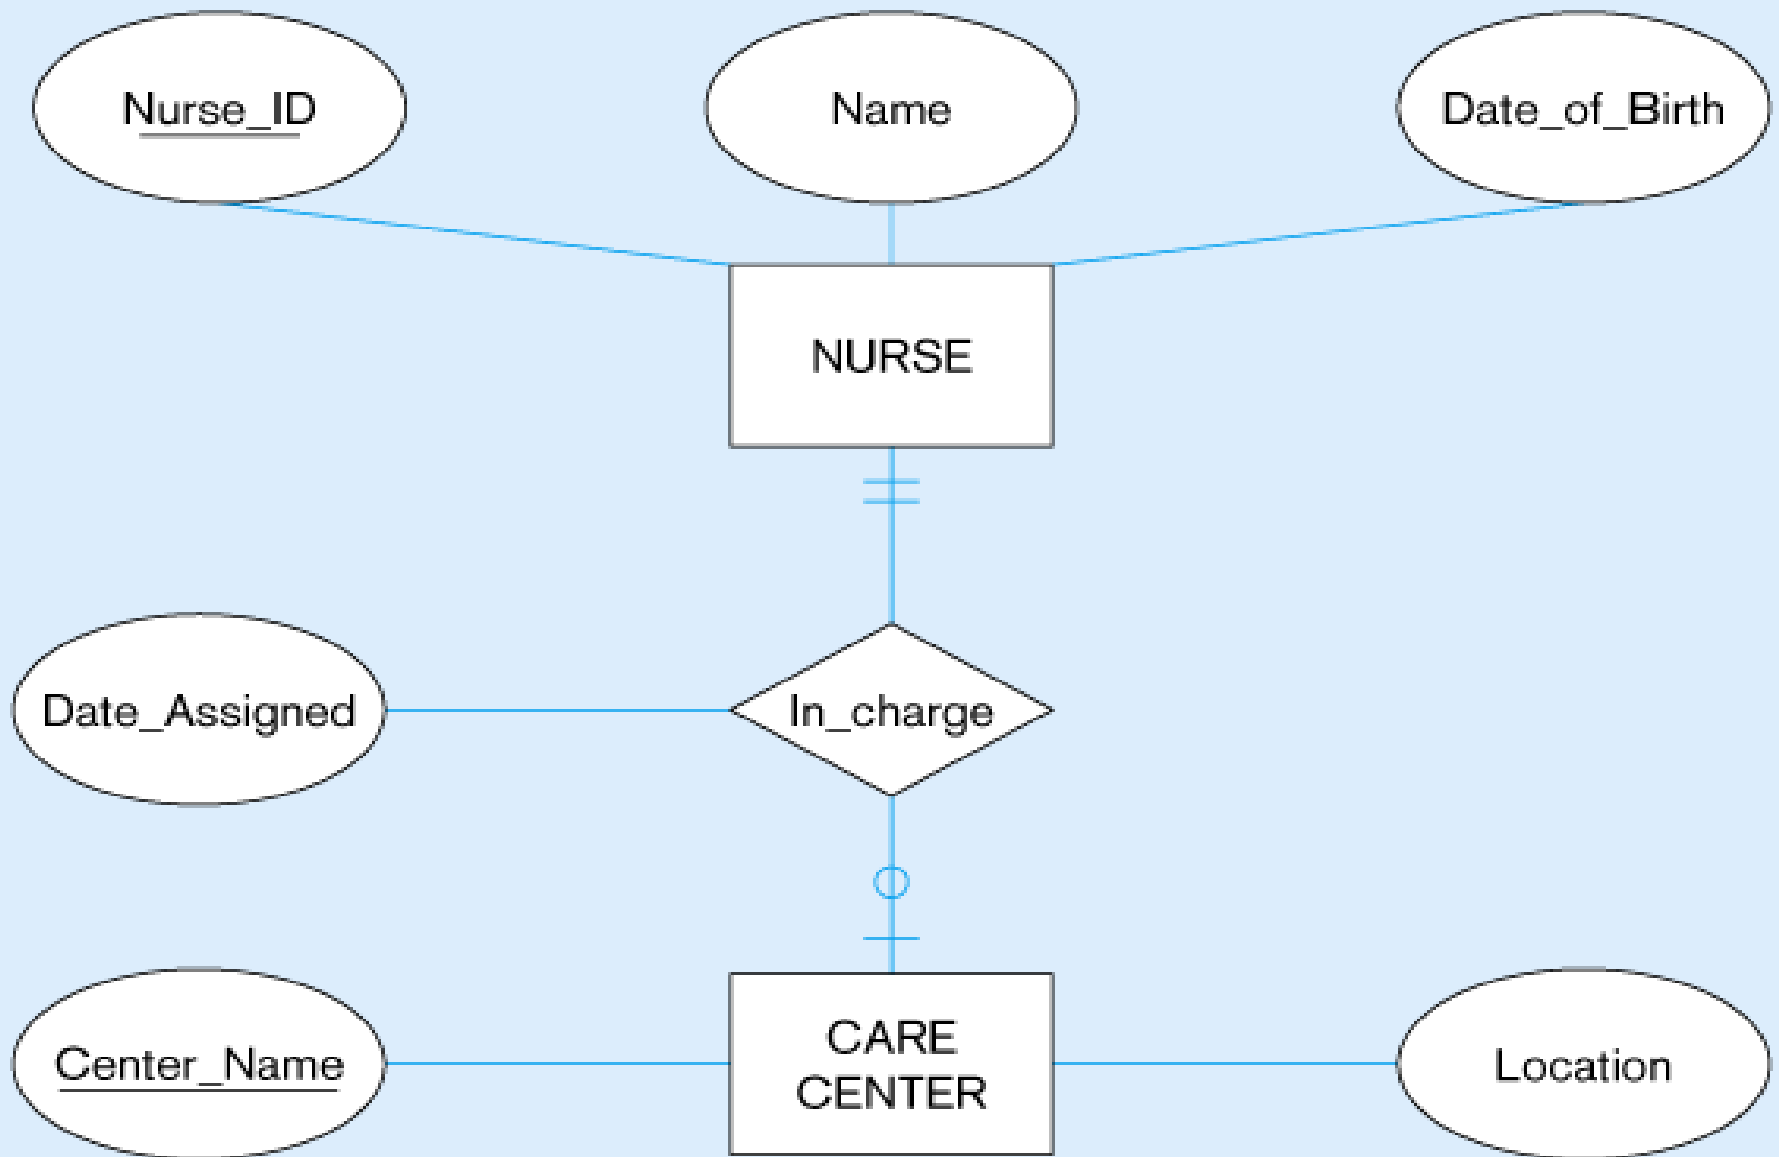 Nurse_ID
Name
Date_of_Birth
NURSE
Date_Assigned
In_charge
Center_Name
CARE
CENTER
Location